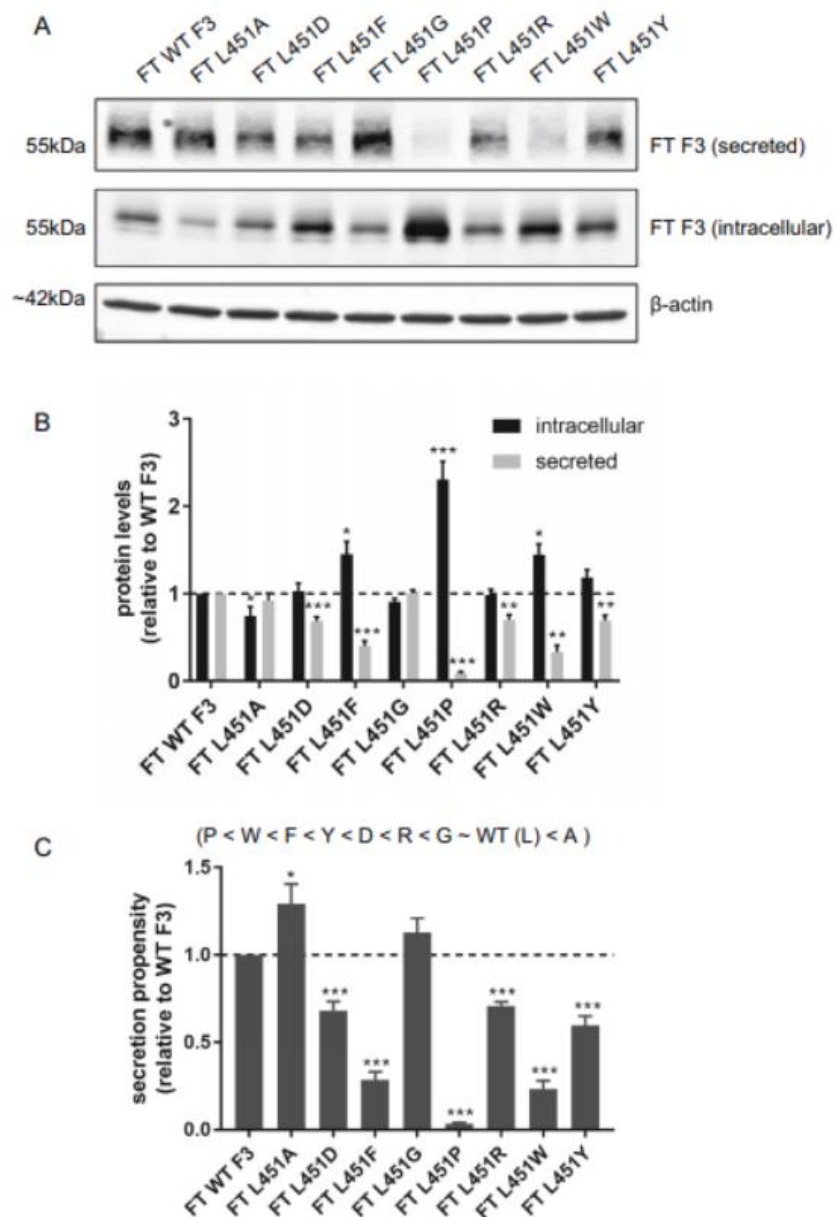 A
FT WT F3 FT L451A FT L451D FT L451F FT L451G FT L451P FT L451R FT L451W FT L451Y
55kDa FT F3 (secreted)
55kDa FT F3 (intracellular)
~42kDa β-actin
B
protein levels
(relative to WT F3)
3
2
1
0
intracellular
secreted
*
***
*
***
***
***
**
*
**
**
FT WT F3 FT L451A FT L451D FT L451F FT L451G FT L451P FT L451R FT L451W FT L451Y
C
(P < W < F < Y < D < R < G ~ WT (L) < A )
secretion propensity
(relative to WT F3)
1.5
1.0
0.5
0.0
*
***
***
***
***
***
***
FT WT F3 FT L451A FT L451D FT L451F FT L451G FT L451P FT L451R FT L451W FT L451Y